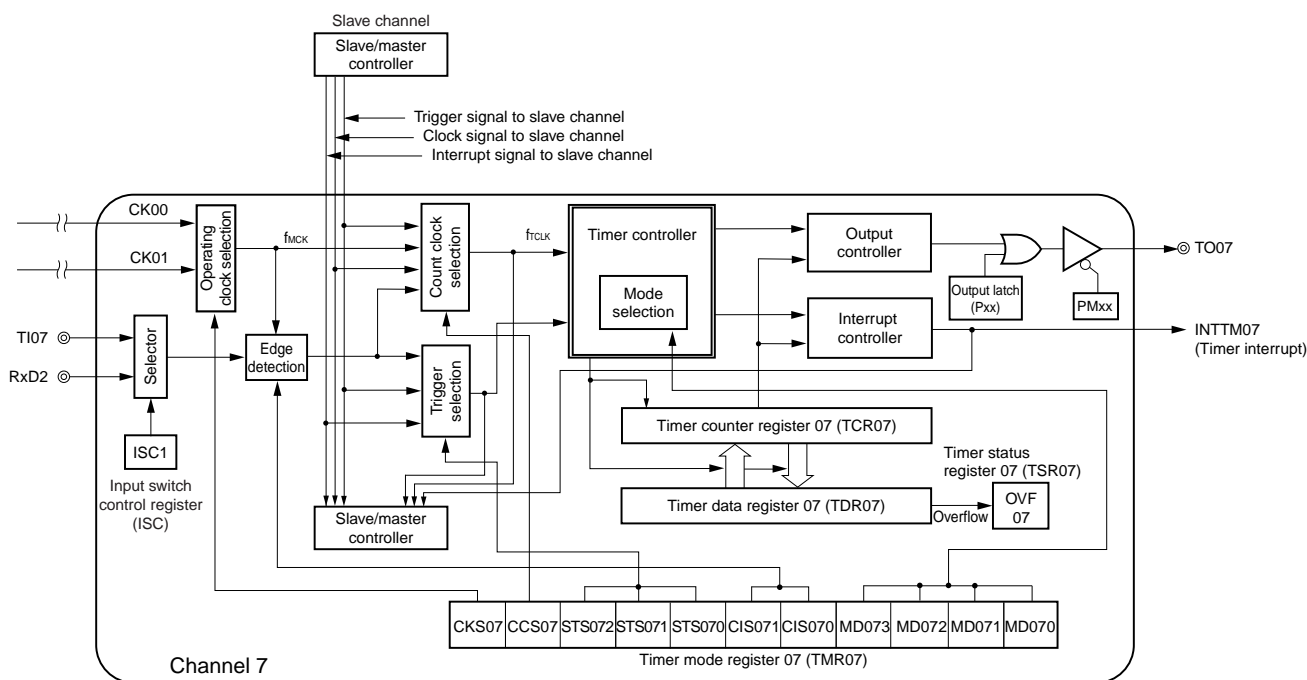 Slave channel
Slave/master
controller
Trigger signal to slave channel
Clock signal to slave channel
Interrupt signal to slave channel
CK00
CK01
Operating
clock selection
fMCK
Count clock
selection
fTCLK
Timer controller
Mode
selection
Output
controller
Output latch
(Pxx)
PMxx
TO07
Interrupt
controller
INTTM07
(Timer interrupt)
TI07
RxD2
Selector
Edge
detection
Trigger
selection
ISC1
Input switch
control register
(ISC)
Slave/master
controller
Timer counter register 07 (TCR07)
Timer data register 07 (TDR07)
Timer status
register 07 (TSR07)
Overflow
OVF
07
CKS07 CCS07 STS072 STS071 STS070 CIS071 CIS070 MD073 MD072 MD071 MD070
Timer mode register 07 (TMR07)
Channel 7